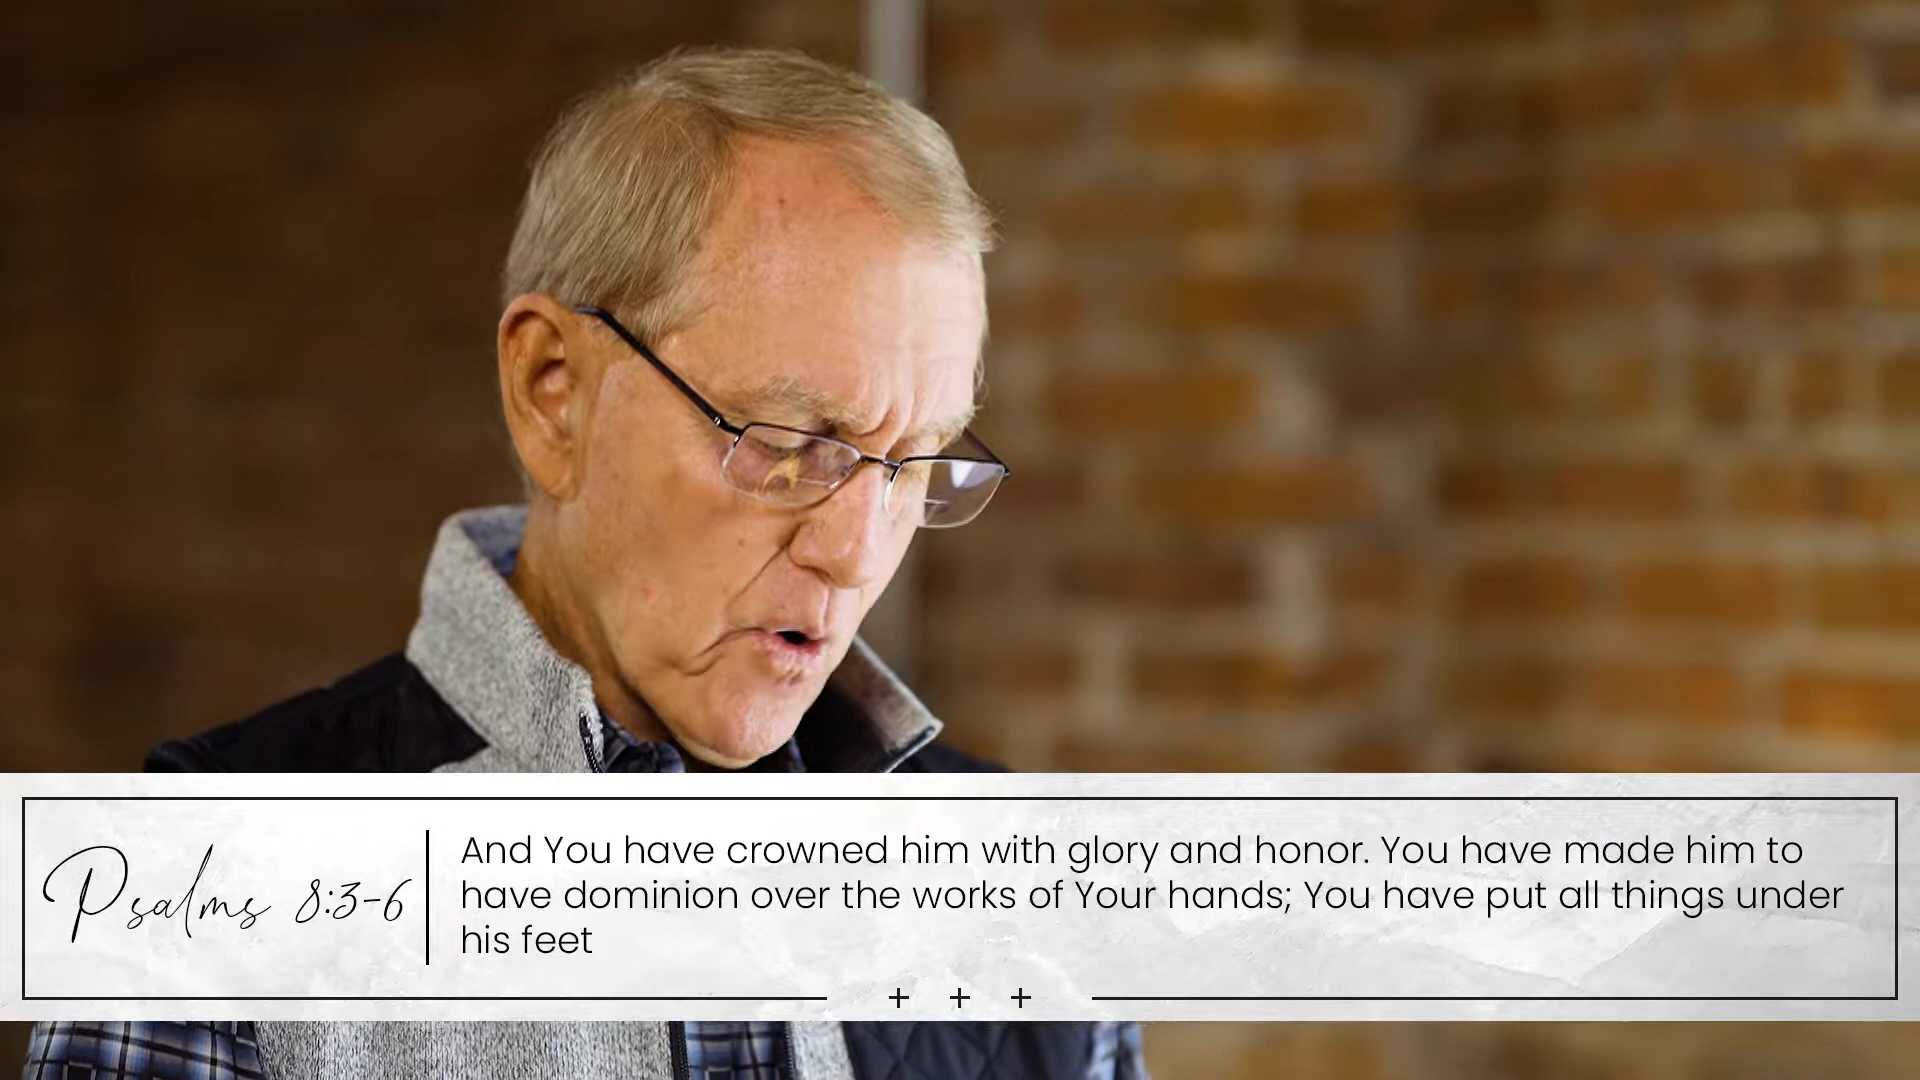 Psalms 8:3-6
And You have crowned him with glory and honor. You have made him to
have dominion over the works of Your hands; You have put all things under
his feet
+ + +